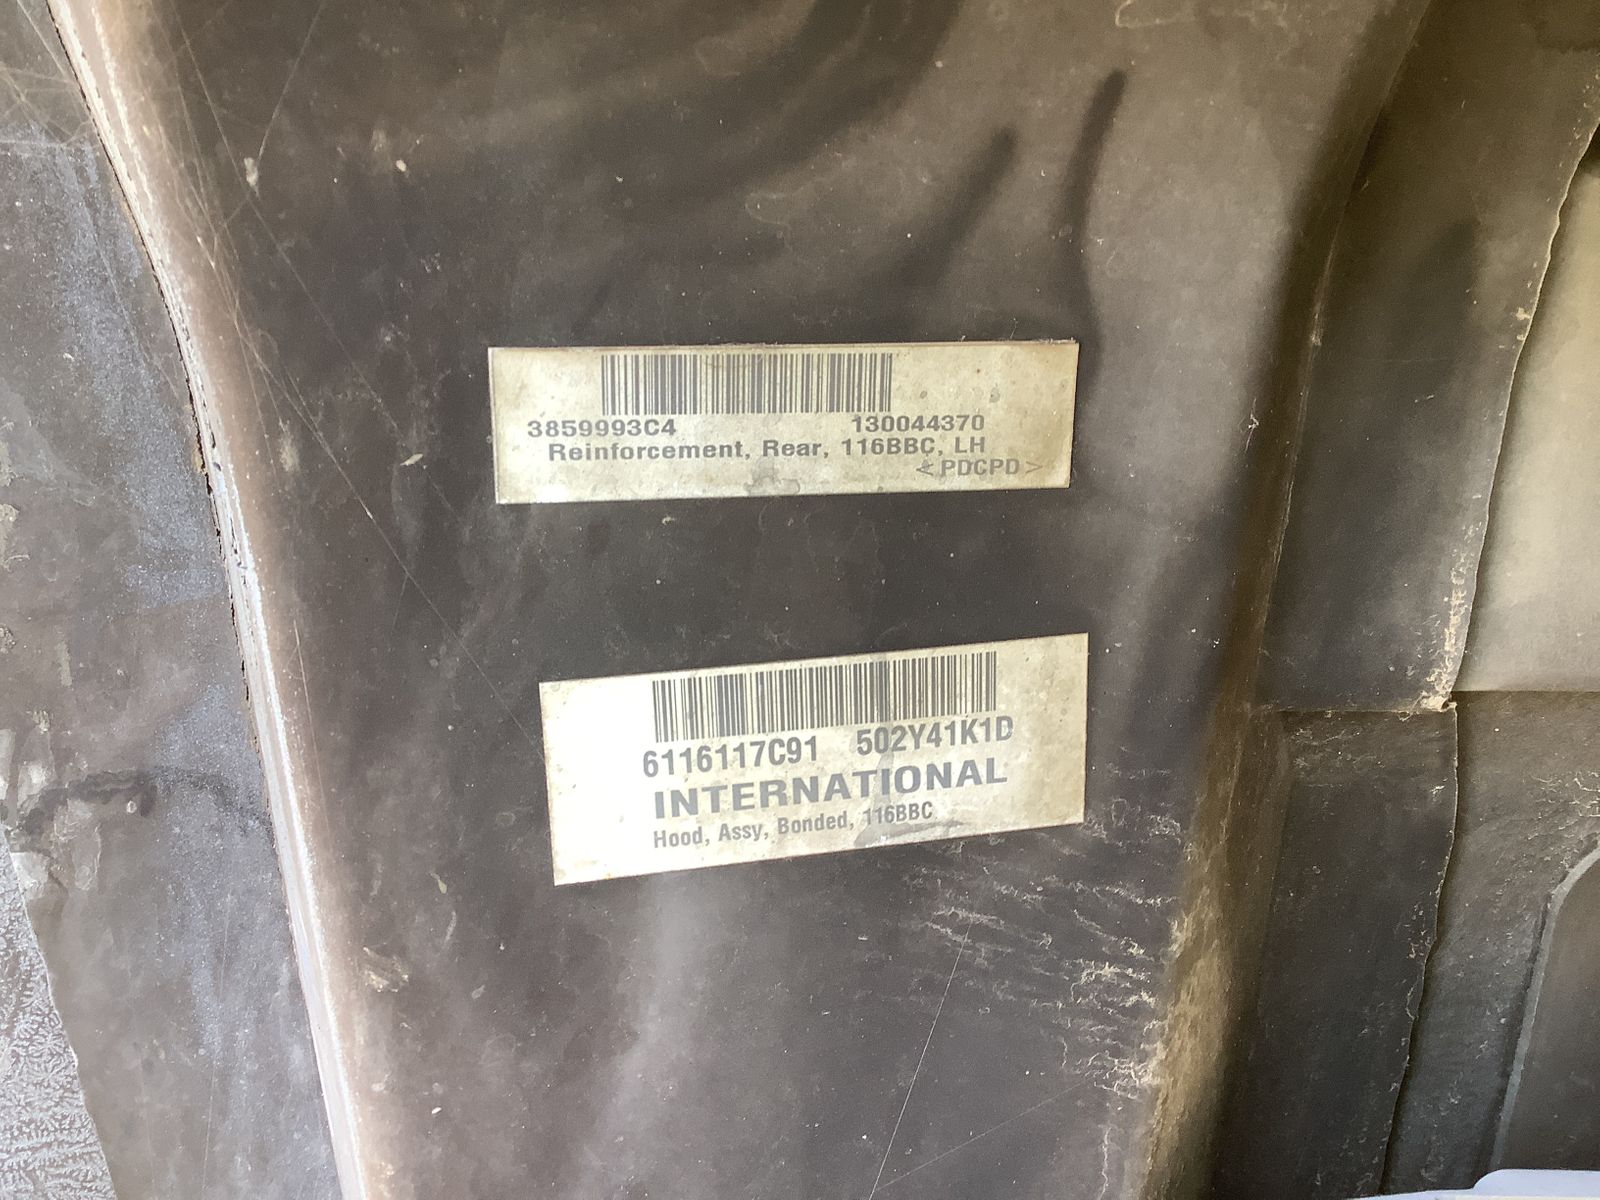 3859993C4 130044370
Reinforcement, Rear, 116BBC, LH
<PDCPD>
6116117C91 502Y41K1D
INTERNATIONAL
Hood, Assy, Bonded, 116BBC